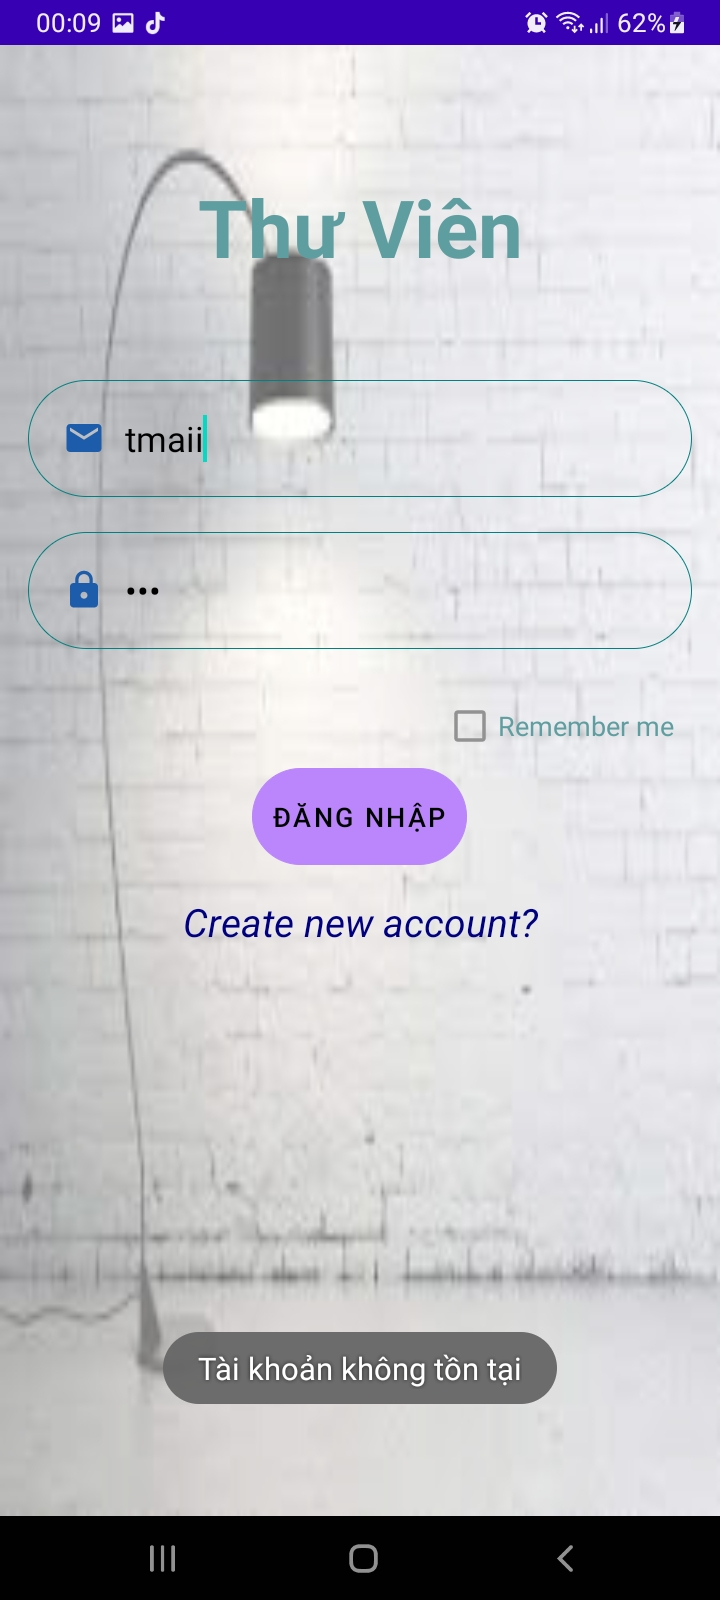 00:09 62%
Thư Viên
tmaii
•••
Remember me
ĐĂNG NHẬP
Create new account?
Tài khoản không tồn tại